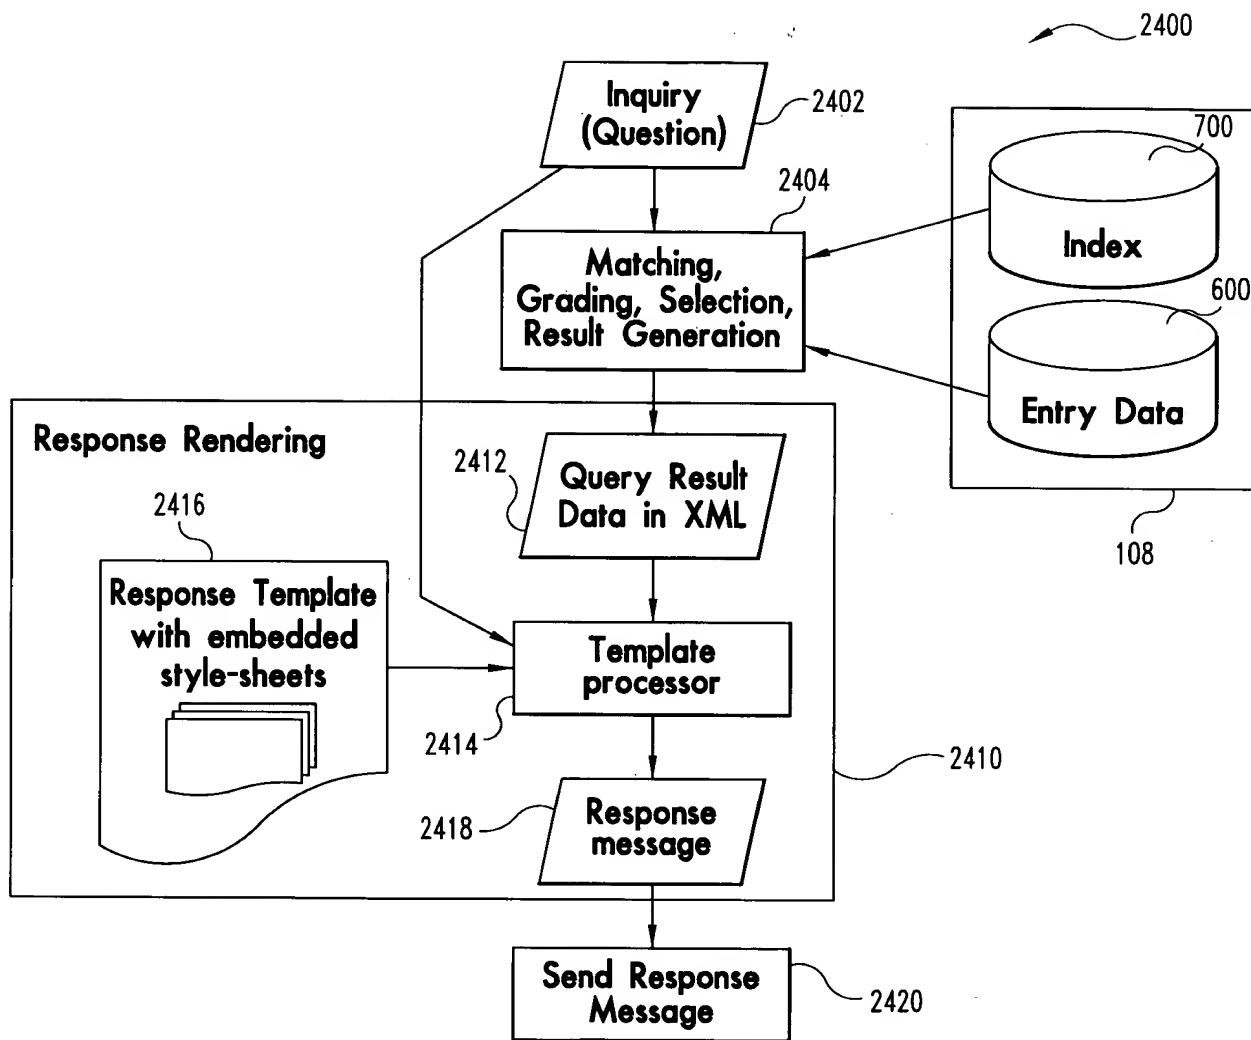 2400
Inquiry
(Question)
2402
700
Index
2404
Matching,
Grading, Selection,
Result Generation
600
Entry Data
108
Response Rendering
2412
Query Result
Data in XML
2416
Response Template
with embedded
style-sheets
Template
processor
2414
2410
2418
Response
message
Send Response
Message
2420